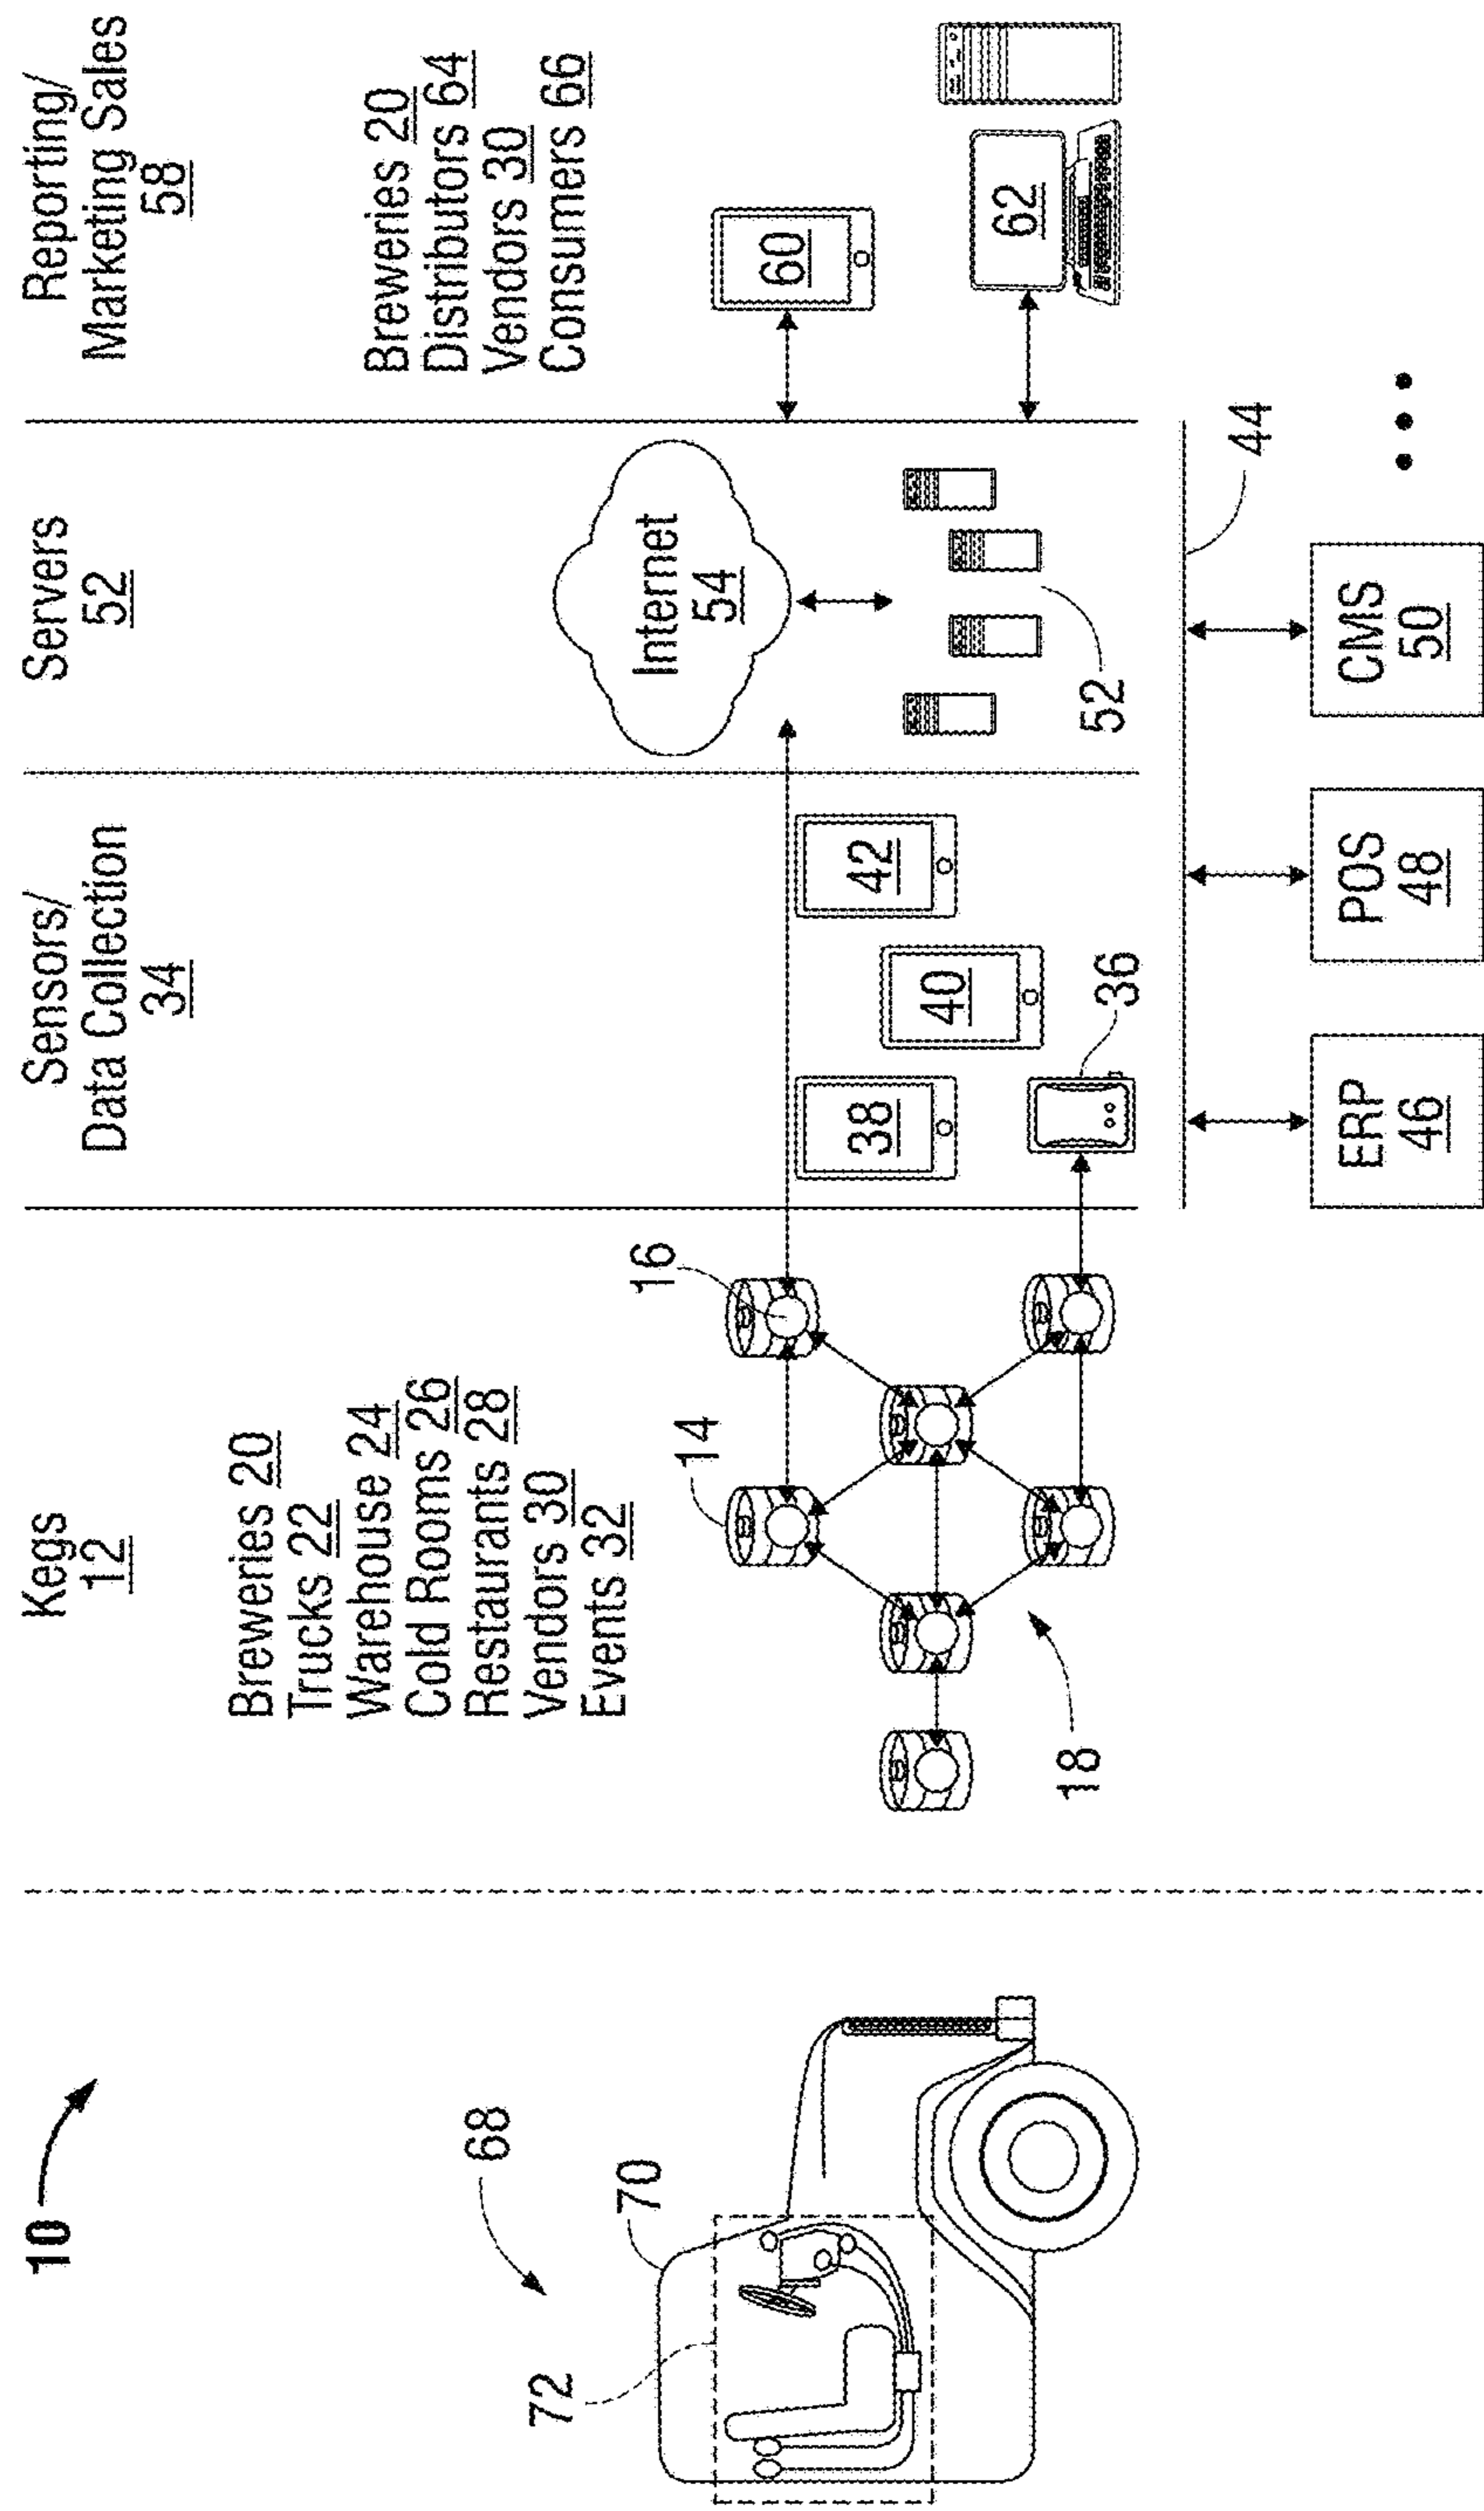 10
Kegs
12
Sensors/
Data Collection
34
Servers
52
Reporting/
Marketing Sales
58
Breweries 20
Trucks 22
Warehouse 24
Cold Rooms 26
Restaurants 28
Vendors 30
Events 32
Breweries 20
Distributors 64
Vendors 30
Consumers 66
68
70
72
14
16
18
38
40
42
36
Internet
54
52
60
62
44
ERP
46
POS
48
CMS
50